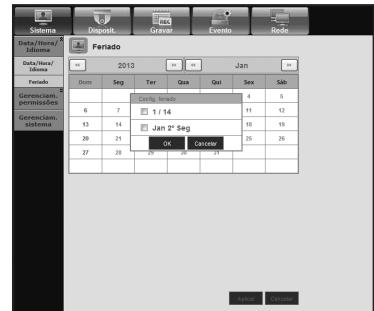 Sistema Disposit. Gravar Evento Rede
REC
Data/Hora/
Idioma
Data/Hora/
Idioma
Feriado
Gerenciam.
permissões
Gerenciam.
sistema
Feriado
<< 2013 >> << Jan >>
Dom Seg Ter Qua Qui Sex Sáb
4 5
6 7 11 12
13 14 18 19
20 21 25 26
27 28 29 30 31
Config. feriado
1 / 14
Jan 2° Seg
OK Cancelar
Aplicar Cancelar